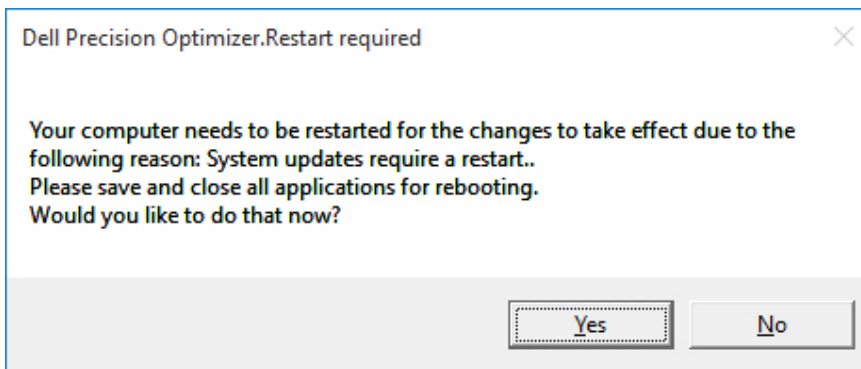 Dell Precision Optimizer.Restart required
Your computer needs to be restarted for the changes to take effect due to the
following reason: System updates require a restart..
Please save and close all applications for rebooting.
Would you like to do that now?
Yes
No